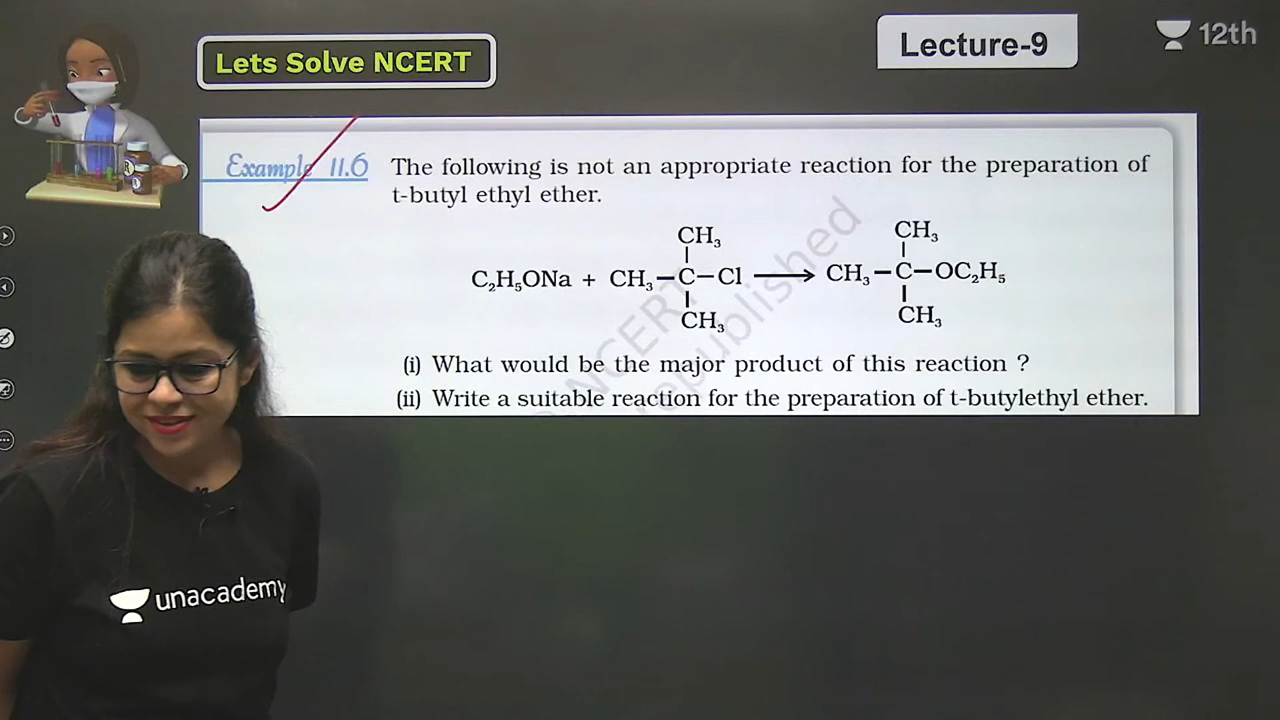 Lets Solve NCERT
Lecture-9
12th
Example 11.6 The following is not an appropriate reaction for the preparation of
t-butyl ethyl ether.
CH₃ CH₃
C₂H₅ONa + CH₃–C–Cl ⟶ CH₃–C–OC₂H₅
CH₃ CH₃
(i) What would be the major product of this reaction ?
(ii) Write a suitable reaction for the preparation of t-butylethyl ether.
© NCERT
republished
unacademy